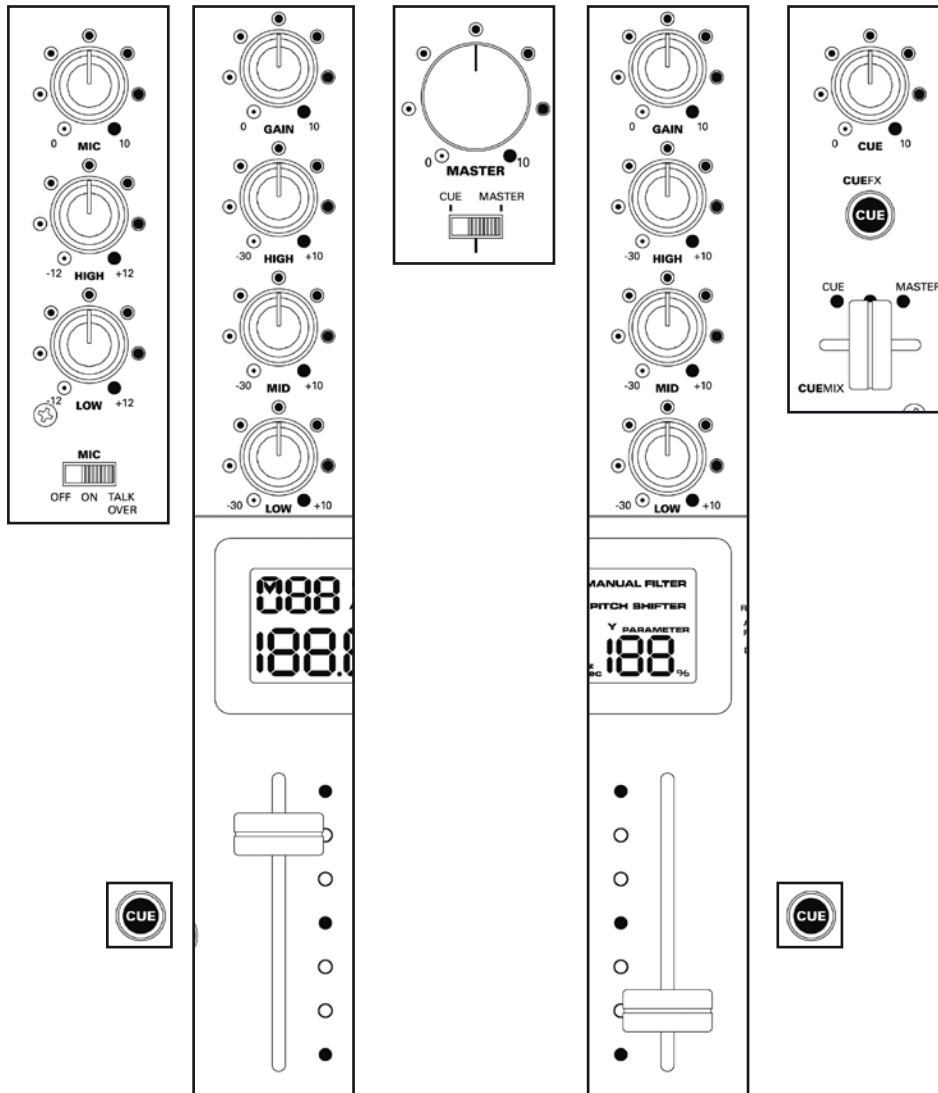 0 MIC 10
-12 HIGH +12
-12 LOW +12
MIC
OFF ON TALK
OVER
0 GAIN 10
-30 HIGH +10
-30 MID +10
-30 LOW +10
088
188.
0 MASTER 10
CUE MASTER
0 GAIN 10
-30 HIGH +10
-30 MID +10
-30 LOW +10
MANUAL FILTER
PITCH SHIFTER
Y PARAMETER
188 %
ec
0 CUE 10
CUEFX
CUE
CUE MASTER
CUEMIX
CUE
CUE